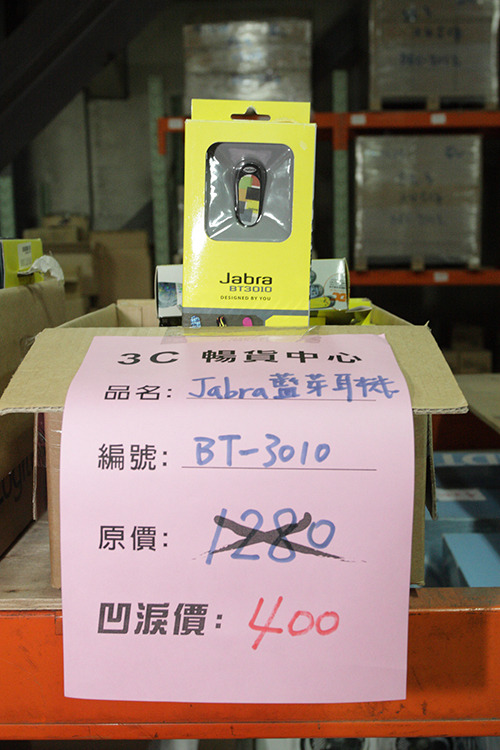 Jabra
BT3010
DESIGNED BY YOU
3C 暢貨中心
品名: Jabra藍芽耳機
編號: BT-3010
原價: 1280
凹淚價: 400